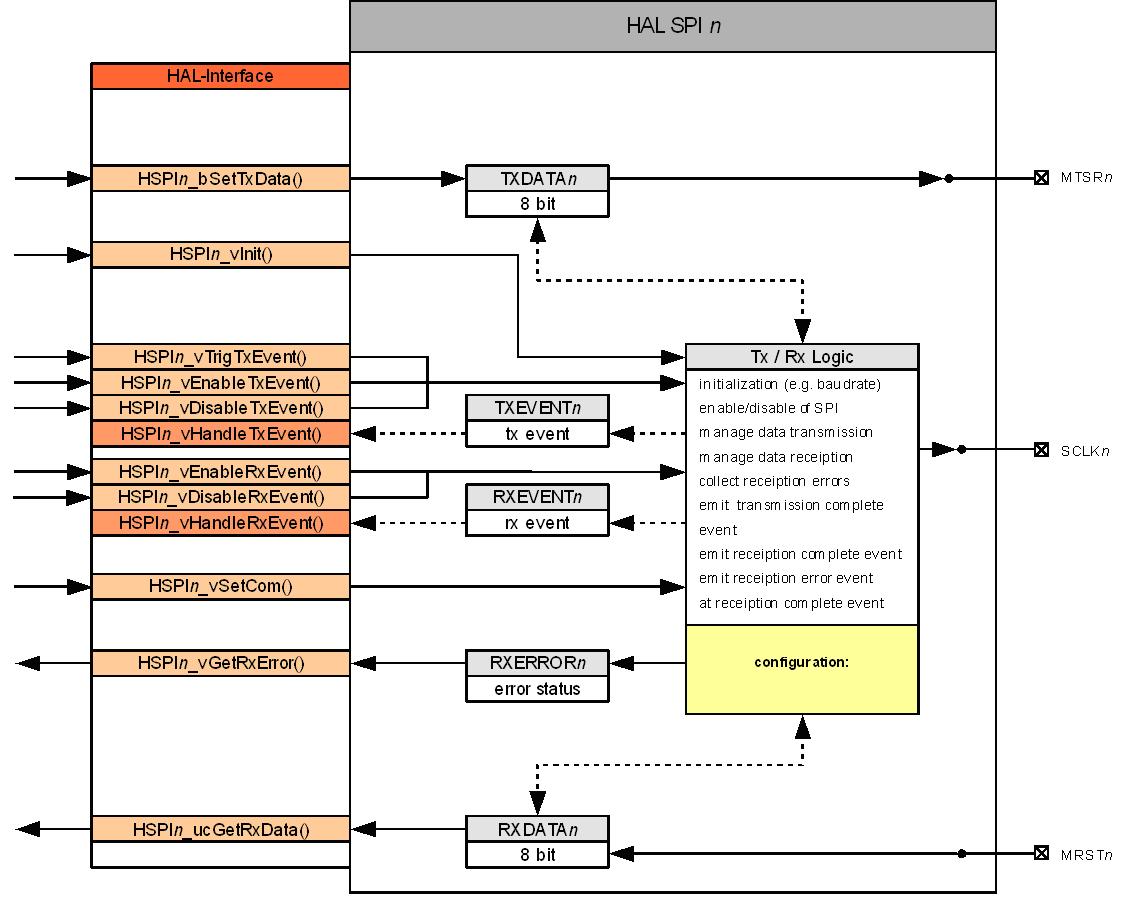 HAL SPI n
HAL-Interface
HSPIn_bSetTxData()
TXDATAn
8 bit
MTSRn
HSPIn_vInit()
HSPIn_vTrigTxEvent()
HSPIn_vEnableTxEvent()
HSPIn_vDisableTxEvent()
HSPIn_vHandleTxEvent()
HSPIn_vEnableRxEvent()
HSPIn_vDisableRxEvent()
HSPIn_vHandleRxEvent()
TXEVENTn
tx event
RXEVENTn
rx event
Tx / Rx Logic
initialization (e.g. baudrate)
enable/disable of SPI
manage data transmission
manage data receiption
collect receiption errors
emit transmission complete
event
emit receiption complete event
emit receiption error event
at receiption complete event
configuration:
SCLKn
HSPIn_vSetCom()
HSPIn_vGetRxError()
RXERRORn
error status
HSPIn_ucGetRxData()
RXDATAn
8 bit
MRSTn